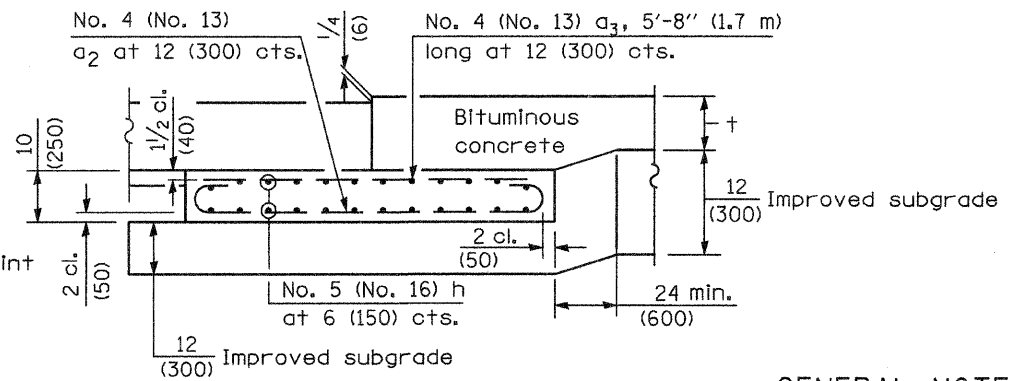 No. 4 (No. 13)
a2 at 12 (300) cts.
1/4
(6)
No. 4 (No. 13) a3, 5'-8" (1.7 m)
long at 12 (300) cts.
10
(250)
1 1/2 cl.
(40)
Bituminous
concrete
t
12
(300) Improved subgrade
2 cl.
(50)
int
2 cl.
(50)
No. 5 (No. 16) h
at 6 (150) cts.
24 min.
(600)
12
(300) Improved subgrade
GENERAL NOTE